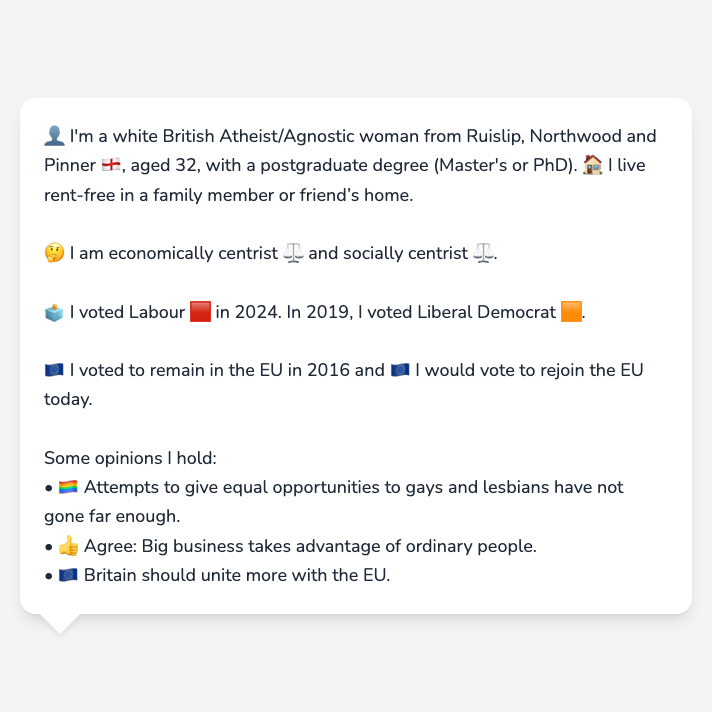 👤 I'm a white British Atheist/Agnostic woman from Ruislip, Northwood and
Pinner 🏴󠁧󠁢󠁥󠁮󠁧󠁿, aged 32, with a postgraduate degree (Master's or PhD). 🏠 I live
rent-free in a family member or friend’s home.
🤔 I am economically centrist ⚖️ and socially centrist ⚖️.
🗳️ I voted Labour 🟥 in 2024. In 2019, I voted Liberal Democrat 🟧.
🇪🇺 I voted to remain in the EU in 2016 and 🇪🇺 I would vote to rejoin the EU
today.
Some opinions I hold:
• 🏳️‍🌈 Attempts to give equal opportunities to gays and lesbians have not
gone far enough.
• 👍 Agree: Big business takes advantage of ordinary people.
• 🇪🇺 Britain should unite more with the EU.